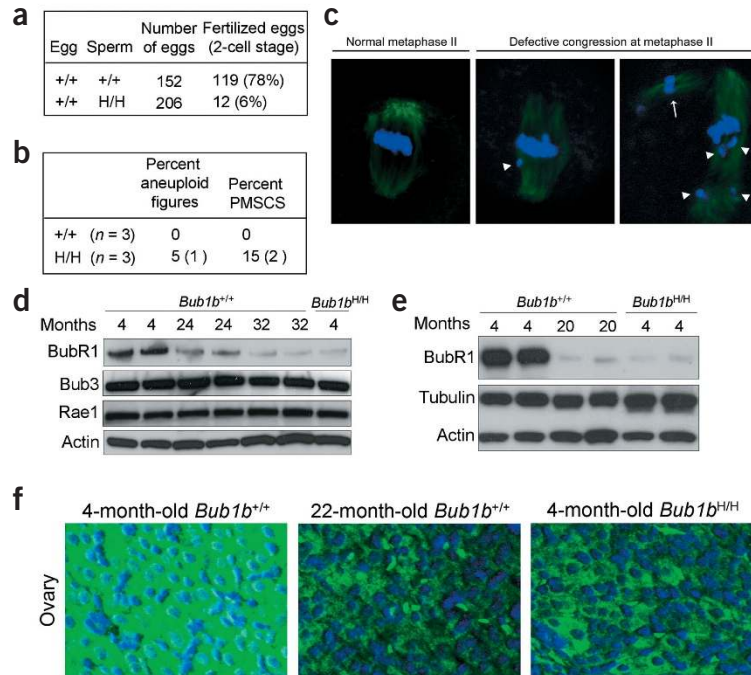 a
Egg Sperm Number of eggs Fertilized eggs (2-cell stage)
+/+ +/+ 152 119 (78%)
+/+ H/H 206 12 (6%)
b
Percent aneuploid figures Percent PMSCS
+/+ (n = 3) 0 0
H/H (n = 3) 5 (1) 15 (2)
c
Normal metaphase II Defective congression at metaphase II
d
Bub1b+/+ Bub1bH/H
Months 4 4 24 24 32 32 4
BubR1
Bub3
Rae1
Actin
e
Bub1b+/+ Bub1bH/H
Months 4 4 20 20 4 4
BubR1
Tubulin
Actin
f
4-month-old Bub1b+/+ 22-month-old Bub1b+/+ 4-month-old Bub1bH/H
Ovary